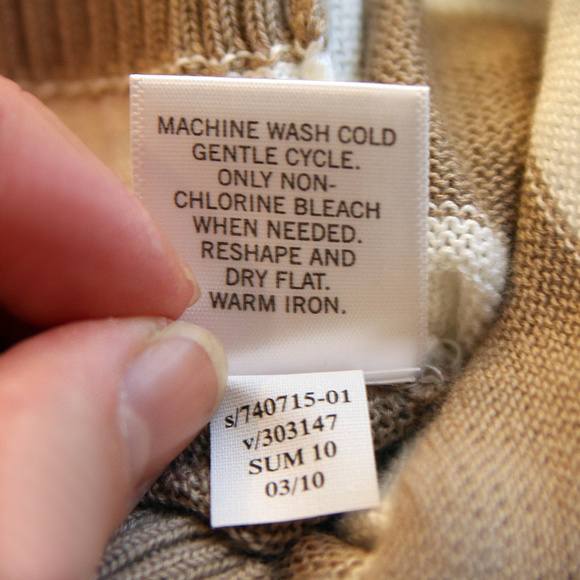 MACHINE WASH COLD
GENTLE CYCLE.
ONLY NON-
CHLORINE BLEACH
WHEN NEEDED.
RESHAPE AND
DRY FLAT.
WARM IRON.
s/740715-01
v/303147
SUM 10
03/10